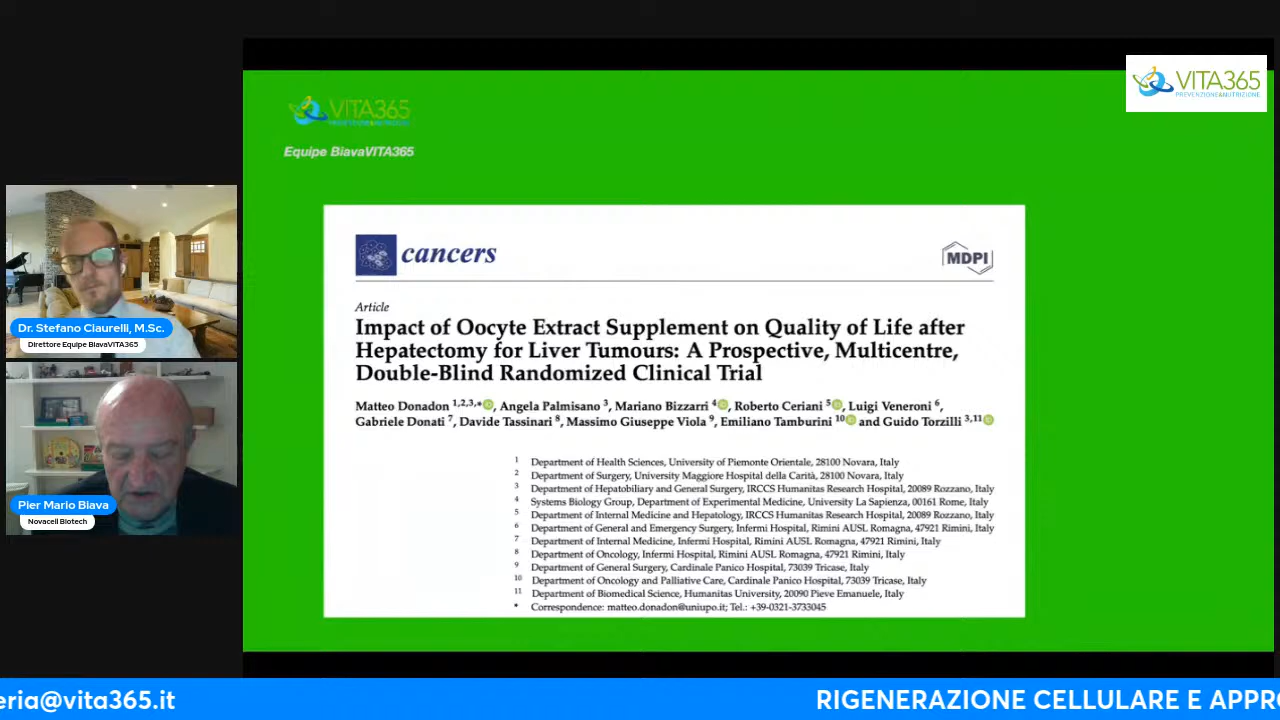 VITA365
PREVENZIONE&NUTRIZIONE
VITA365
Equipe BiavaVITA365
Dr. Stefano Ciaurelli, M.Sc.
Direttore Equipe BiavaVITA365
Pier Mario Biava
Novacell Biotech
cancers
MDPI
Article
Impact of Oocyte Extract Supplement on Quality of Life after
Hepatectomy for Liver Tumours: A Prospective, Multicentre,
Double-Blind Randomized Clinical Trial
Matteo Donadon 1,2,3,*, Angela Palmisano 3, Mariano Bizzarri 4, Roberto Ceriani 5, Luigi Veneroni 6,
Gabriele Donati 7, Davide Tassinari 8, Massimo Giuseppe Viola 9, Emiliano Tamburini 10 and Guido Torzilli 3,11
1 Department of Health Sciences, University of Piemonte Orientale, 28100 Novara, Italy
2 Department of Surgery, University Maggiore Hospital della Carità, 28100 Novara, Italy
3 Department of Hepatobiliary and General Surgery, IRCCS Humanitas Research Hospital, 20089 Rozzano, Italy
4 Systems Biology Group, Department of Experimental Medicine, University La Sapienza, 00161 Rome, Italy
5 Department of Internal Medicine and Hepatology, IRCCS Humanitas Research Hospital, 20089 Rozzano, Italy
6 Department of General and Emergency Surgery, Infermi Hospital, Rimini AUSL Romagna, 47921 Rimini, Italy
7 Department of Internal Medicine, Infermi Hospital, Rimini AUSL Romagna, 47921 Rimini, Italy
8 Department of Oncology, Infermi Hospital, Rimini AUSL Romagna, 47921 Rimini, Italy
9 Department of General Surgery, Cardinale Panico Hospital, 73039 Tricase, Italy
10 Department of Oncology and Palliative Care, Cardinale Panico Hospital, 73039 Tricase, Italy
11 Department of Biomedical Science, Humanitas University, 20090 Pieve Emanuele, Italy
* Correspondence: matteo.donadon@uniupo.it; Tel.: +39-0321-3733045
eria@vita365.it
RIGENERAZIONE CELLULARE E APPRO